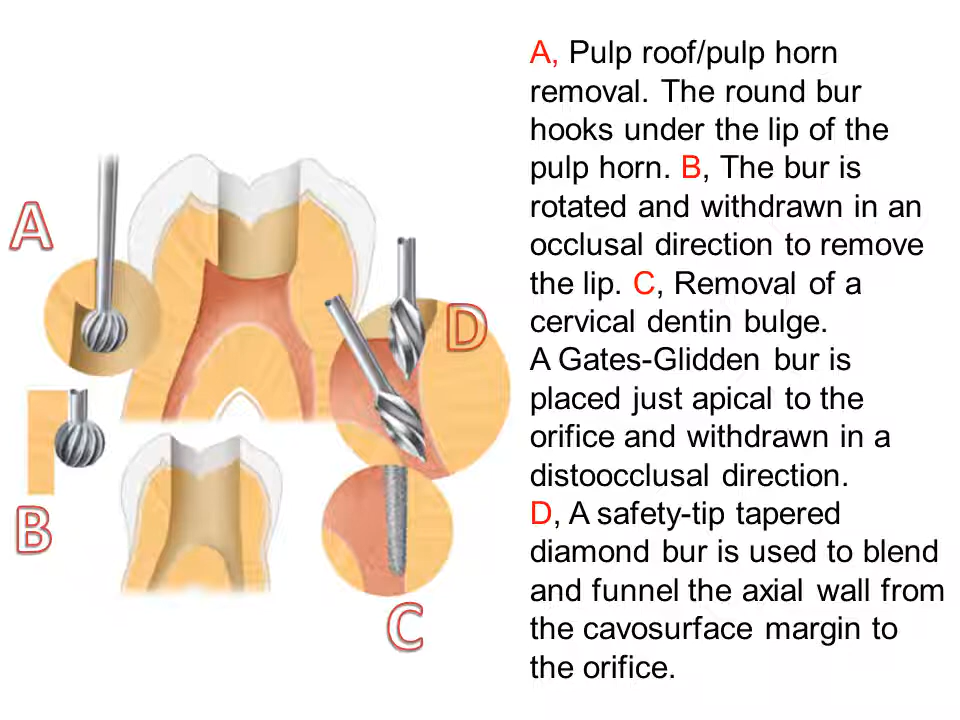 A, Pulp roof/pulp horn
removal. The round bur
hooks under the lip of the
pulp horn. B, The bur is
rotated and withdrawn in an
occlusal direction to remove
the lip. C, Removal of a
cervical dentin bulge.
A Gates-Glidden bur is
placed just apical to the
orifice and withdrawn in a
distoocclusal direction.
D, A safety-tip tapered
diamond bur is used to blend
and funnel the axial wall from
the cavosurface margin to
the orifice.
A
D
B
C